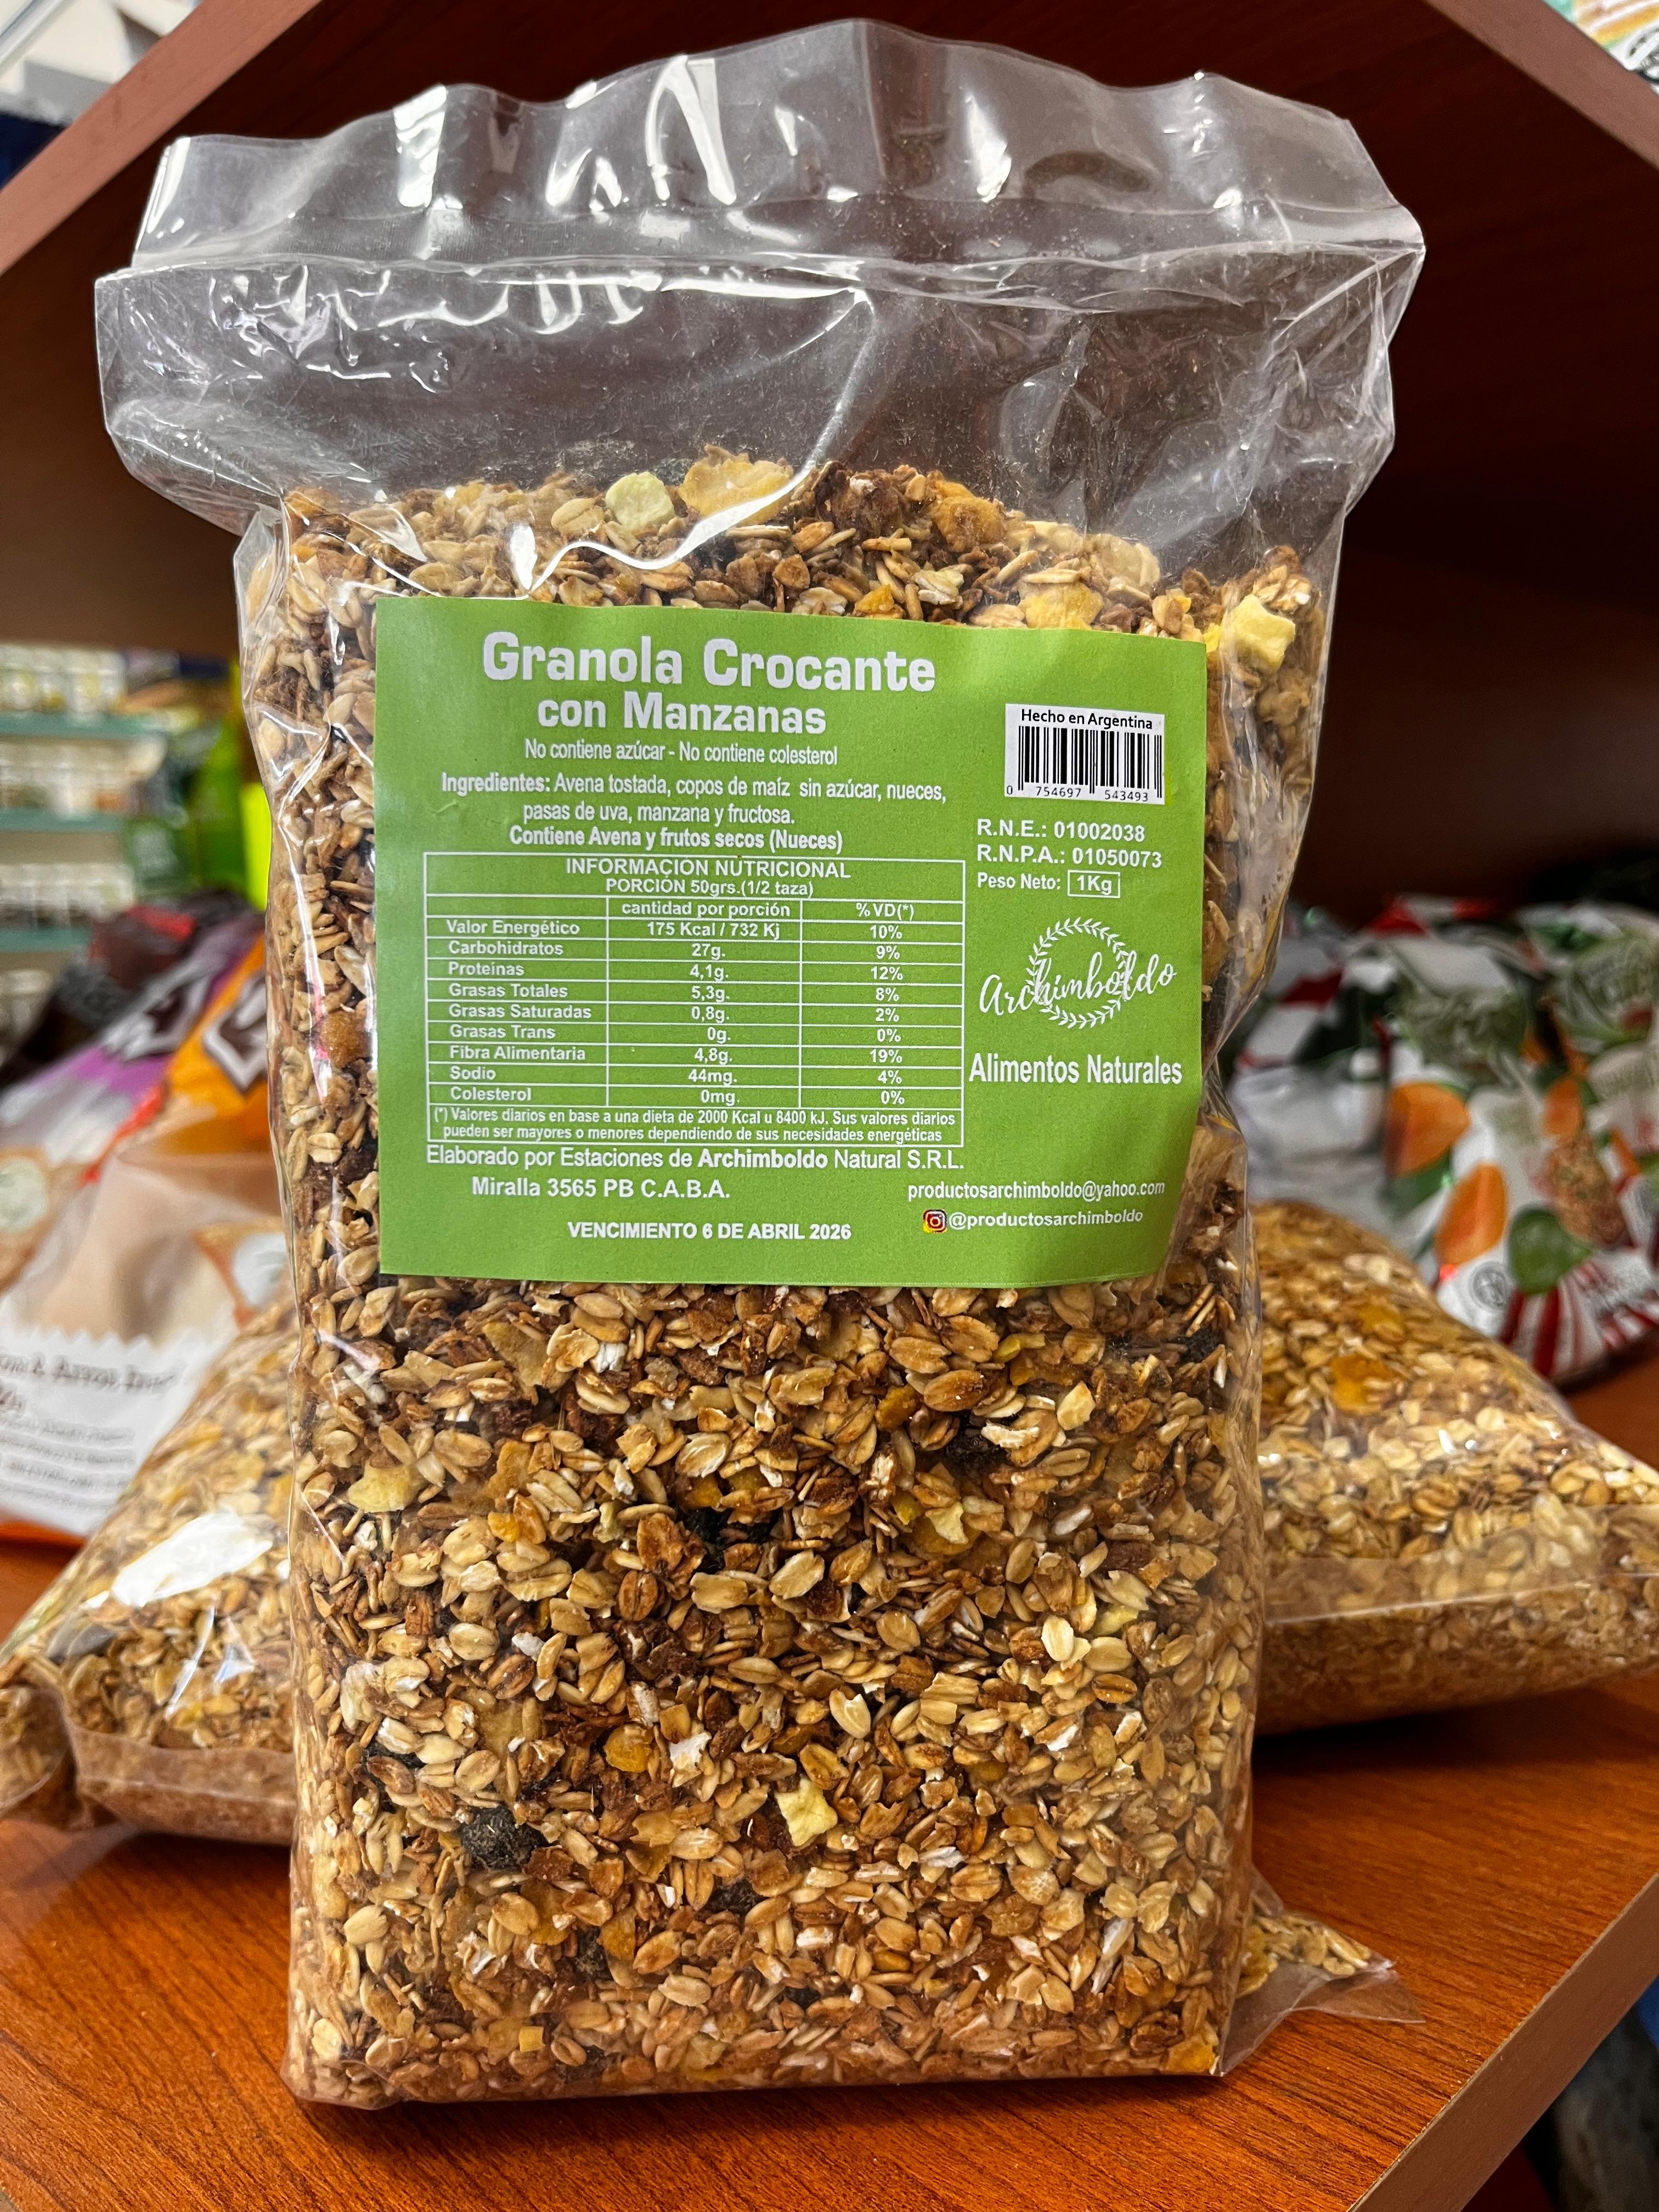 Granola Crocante
con Manzanas
No contiene azúcar - No contiene colesterol
Ingredientes: Avena tostada, copos de maíz sin azúcar, nueces,
pasas de uva, manzana y fructosa.
Contiene Avena y frutos secos (Nueces)
INFORMACIÓN NUTRICIONAL
PORCIÓN 50grs.(1/2 taza)
cantidad por porción %VD(*)
Valor Energético 175 Kcal / 732 Kj 10%
Carbohidratos 27g. 9%
Proteínas 4,1g. 12%
Grasas Totales 5,3g. 8%
Grasas Saturadas 0,8g. 2%
Grasas Trans 0g. 0%
Fibra Alimentaria 4,8g. 19%
Sodio 44mg. 4%
Colesterol 0mg. 0%
(*) Valores diarios en base a una dieta de 2000 Kcal u 8400 kJ. Sus valores diarios
pueden ser mayores o menores dependiendo de sus necesidades energéticas
Elaborado por Estaciones de Archimboldo Natural S.R.L.
Miralla 3565 PB C.A.B.A.
VENCIMIENTO 6 DE ABRIL 2026
Hecho en Argentina
0 754697 543493
R.N.E.: 01002038
R.N.P.A.: 01050073
Peso Neto: 1Kg
Archimboldo
Alimentos Naturales
productosarchimboldo@yahoo.com
@productosarchimboldo